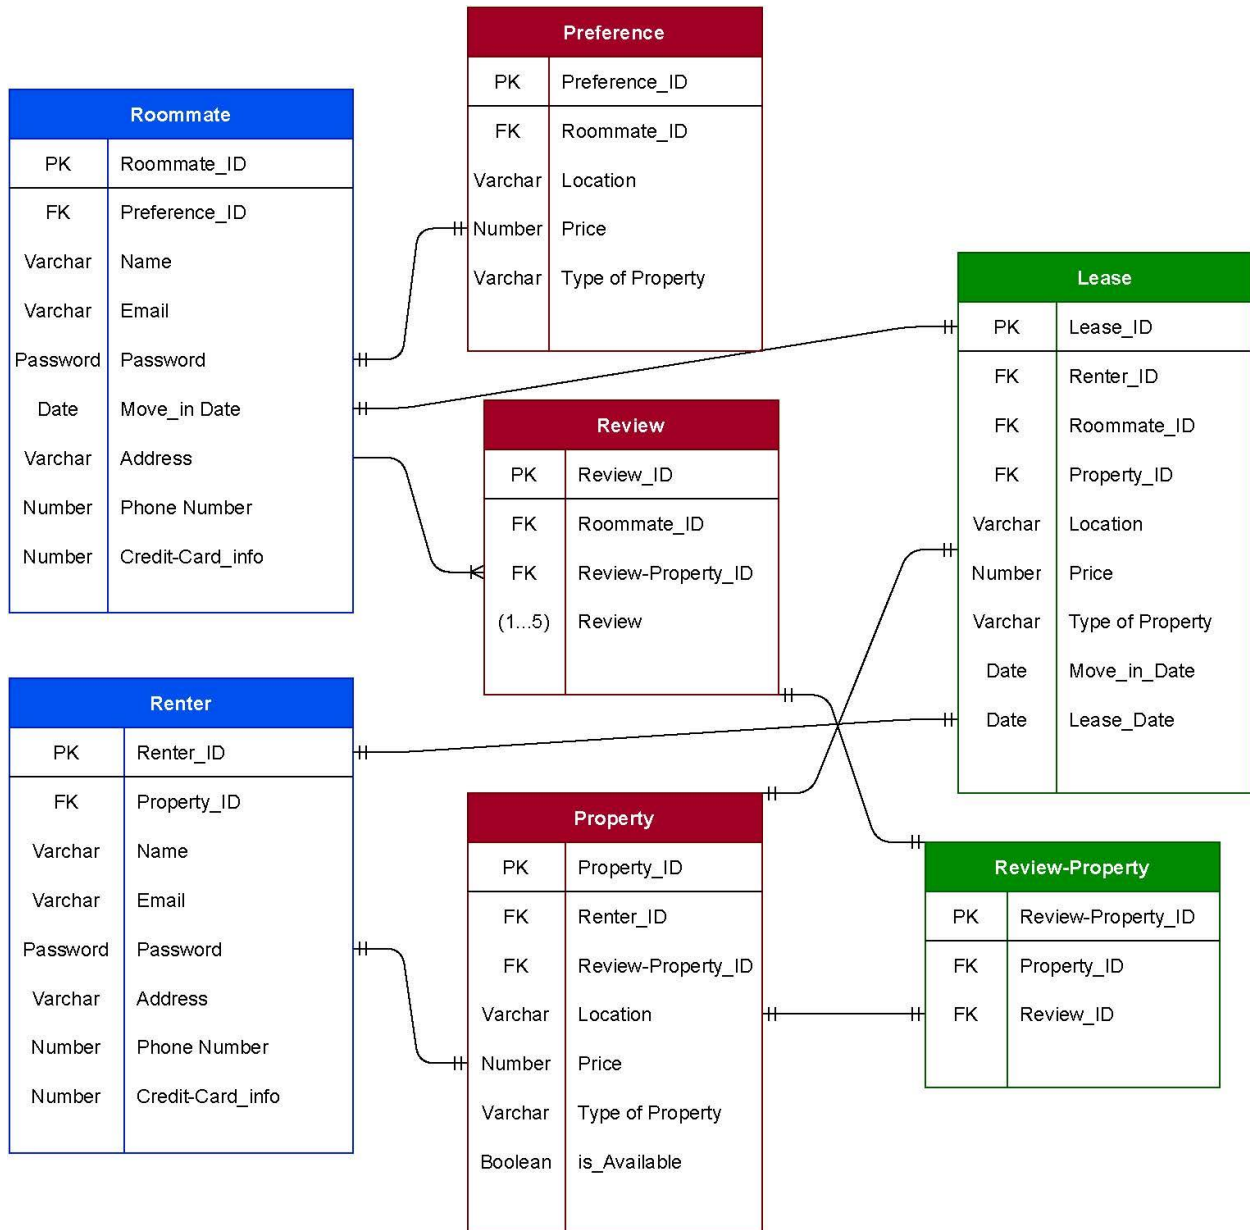 Preference
PK Preference_ID
FK Roommate_ID
Varchar Location
Number Price
Varchar Type of Property
Roommate
PK Roommate_ID
FK Preference_ID
Varchar Name
Varchar Email
Password Password
Date Move_in Date
Varchar Address
Number Phone Number
Number Credit-Card_info
Lease
PK Lease_ID
FK Renter_ID
FK Roommate_ID
FK Property_ID
Varchar Location
Number Price
Varchar Type of Property
Date Move_in_Date
Date Lease_Date
Review
PK Review_ID
FK Roommate_ID
FK Review-Property_ID
(1...5) Review
Renter
PK Renter_ID
FK Property_ID
Varchar Name
Varchar Email
Password Password
Varchar Address
Number Phone Number
Number Credit-Card_info
Property
PK Property_ID
FK Renter_ID
FK Review-Property_ID
Varchar Location
Number Price
Varchar Type of Property
Boolean is_Available
Review-Property
PK Review-Property_ID
FK Property_ID
FK Review_ID